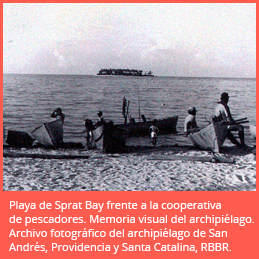 Playa de Sprat Bay frente a la cooperativa
de pescadores. Memoria visual del archipiélago.
Archivo fotográfico del archipiélago de San
Andrés, Providencia y Santa Catalina, RBBR.